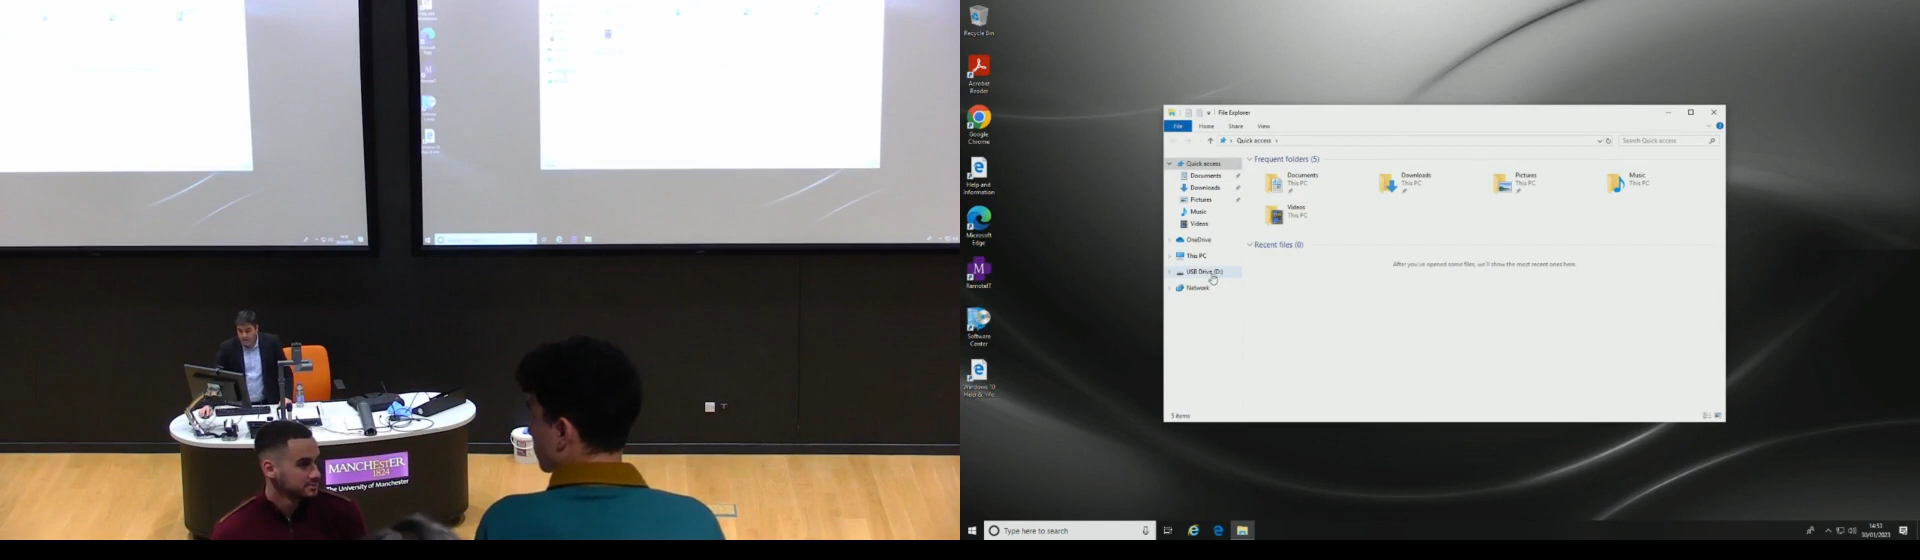 MANCHESTER
1824
The University of Manchester
Recycle Bin
Acrobat
Reader
Google
Chrome
Help and
Information
Microsoft
Edge
RemoteIT
Software
Center
Windows 10
Help & Info
File Explorer
File
Home
Share
View
Quick access
Search Quick access
Quick access
Documents
Downloads
Pictures
Music
Videos
OneDrive
This PC
USB Drive (D:)
Network
Frequent folders (5)
Documents
This PC
Downloads
This PC
Pictures
This PC
Music
This PC
Videos
This PC
Recent files (0)
After you've opened some files, we'll show the most recent ones here.
5 items
Type here to search
14:53
30/01/2023